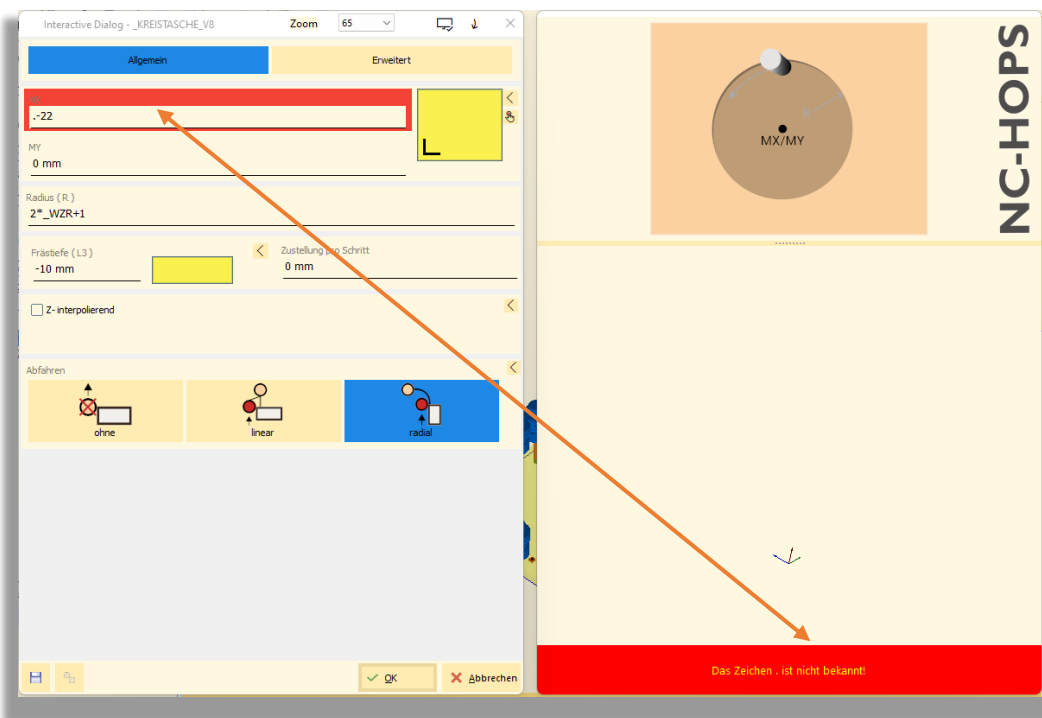 Interactive Dialog - _KREISTASCHE_V8
Zoom
65
Allgemein
Erweitert
.-22
MY
0 mm
Radius ( R )
2*_WZR+1
Frästiefe ( L3 )
-10 mm
Zustellung pro Schritt
0 mm
Z- interpolierend
Abfahren
ohne
linear
radial
OK
Abbrechen
R
MX/MY
NC-HOPS
Das Zeichen . ist nicht bekannt!